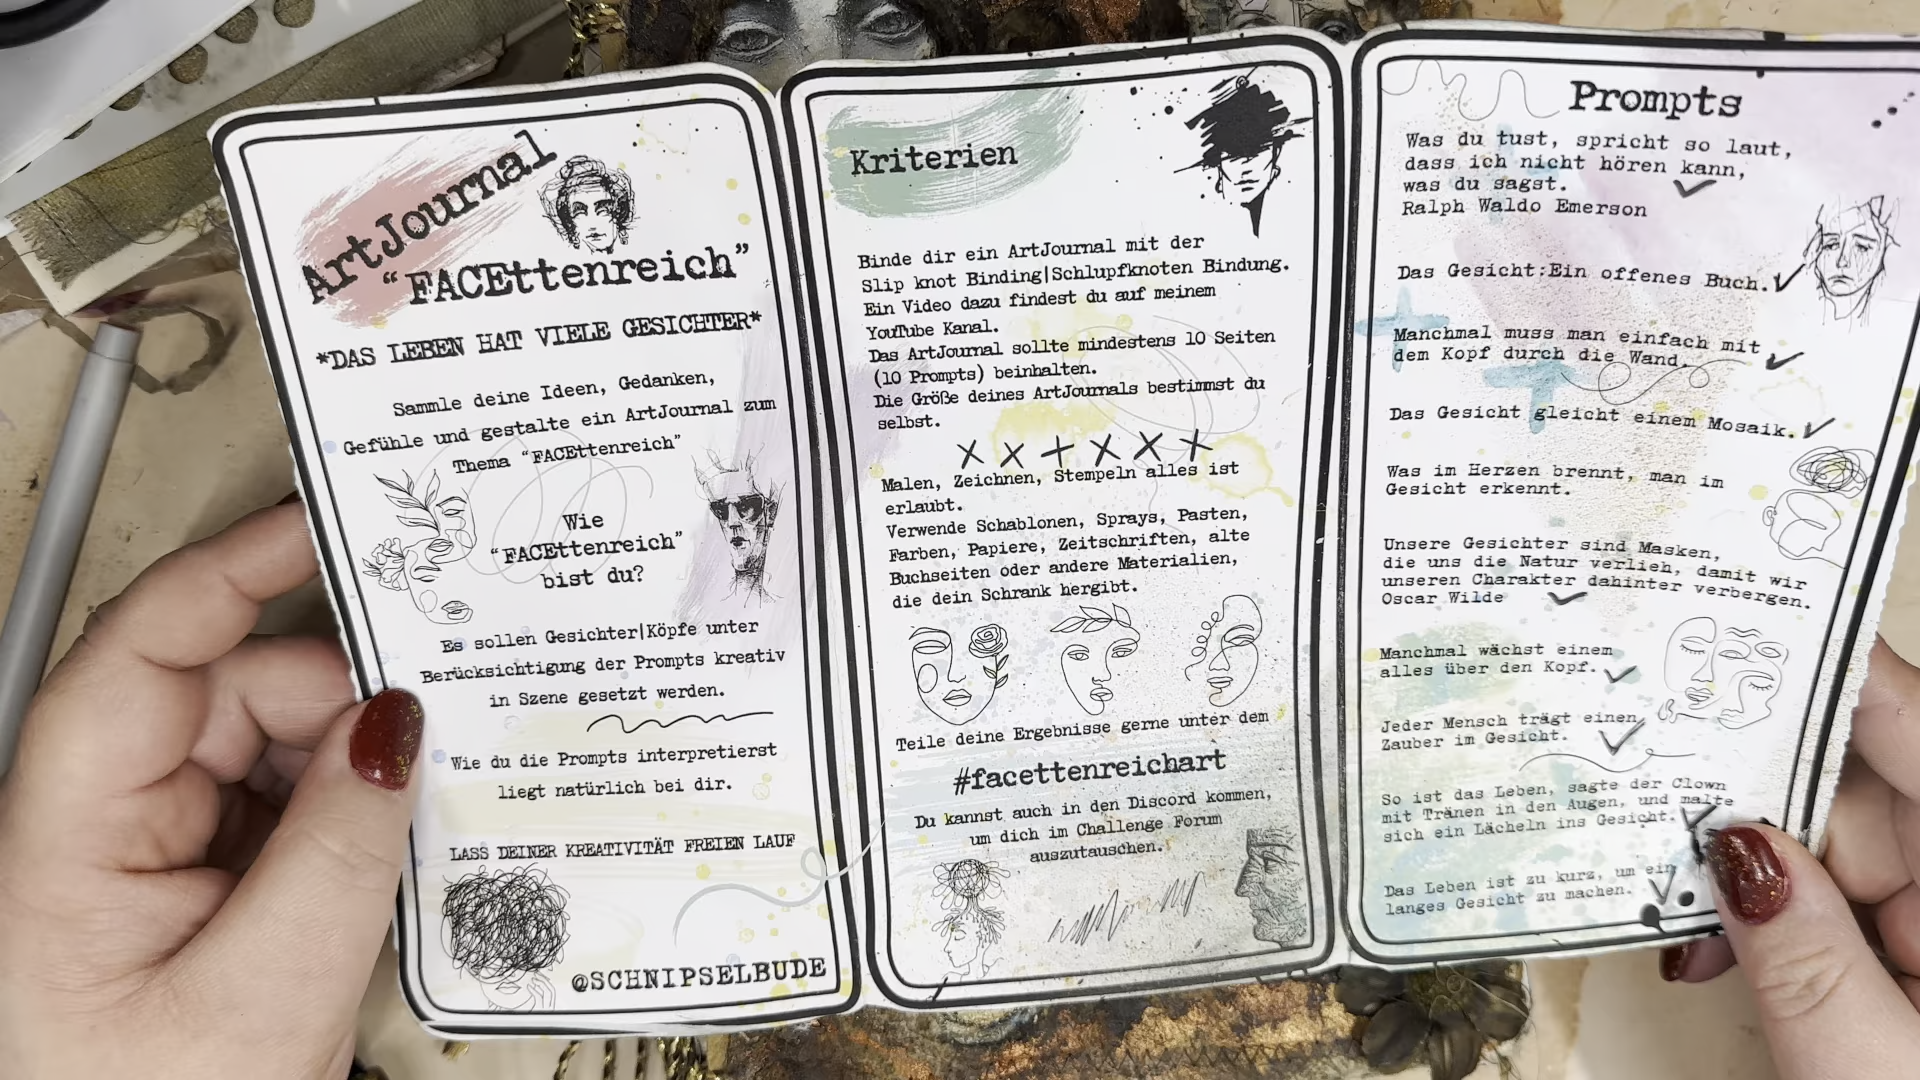 ArtJournal
“FACEttenreich”
*DAS LEBEN HAT VIELE GESICHTER*
Sammle deine Ideen, Gedanken,
Gefühle und gestalte ein ArtJournal zum
Thema “FACEttenreich”
Wie
“FACEttenreich”
bist du?
Es sollen Gesichter|Köpfe unter
Berücksichtigung der Prompts kreativ
in Szene gesetzt werden.
Wie du die Prompts interpretierst
liegt natürlich bei dir.
LASS DEINER KREATIVITÄT FREIEN LAUF
@SCHNIPSELBUDE
Kriterien
Binde dir ein ArtJournal mit der
Slip knot Binding|Schlupfknoten Bindung.
Ein Video dazu findest du auf meinem
YouTube Kanal.
Das ArtJournal sollte mindestens 10 Seiten
(10 Prompts) beinhalten.
Die Größe deines ArtJournals bestimmst du
selbst.
Malen, Zeichnen, Stempeln alles ist
erlaubt.
Verwende Schablonen, Sprays, Pasten,
Farben, Papiere, Zeitschriften, alte
Buchseiten oder andere Materialien,
die dein Schrank hergibt.
Teile deine Ergebnisse gerne unter dem
#facettenreichart
Du kannst auch in den Discord kommen,
um dich im Challenge Forum
auszutauschen.
Prompts
Was du tust, spricht so laut,
dass ich nicht hören kann,
was du sagst.
Ralph Waldo Emerson
Das Gesicht:Ein offenes Buch.
Manchmal muss man einfach mit
dem Kopf durch die Wand.
Das Gesicht gleicht einem Mosaik.
Was im Herzen brennt, man im
Gesicht erkennt.
Unsere Gesichter sind Masken,
die uns die Natur verlieh, damit wir
unseren Charakter dahinter verbergen.
Oscar Wilde
Manchmal wächst einem
alles über den Kopf.
Jeder Mensch trägt einen
Zauber im Gesicht.
So ist das Leben, sagte der Clown
mit Tränen in den Augen, und malte
sich ein Lächeln ins Gesicht.
Das Leben ist zu kurz, um ein
langes Gesicht zu machen.